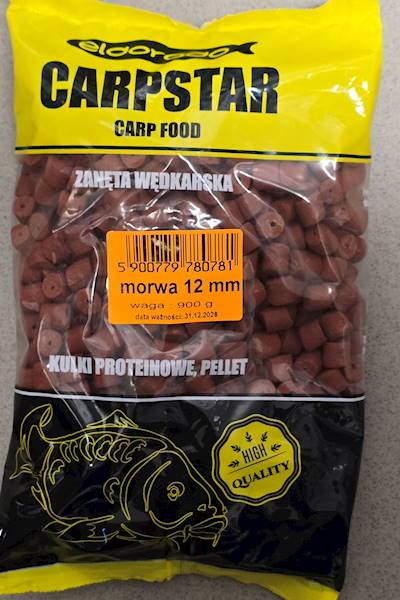 eldorado
CARPSTAR
CARP FOOD
ZANĘTA WĘDKARSKA
5 900779 780781
morwa 12 mm
waga : 900 g
data ważności: 31.12.2028
KULKI PROTEINOWE, PELLET
HIGH
QUALITY